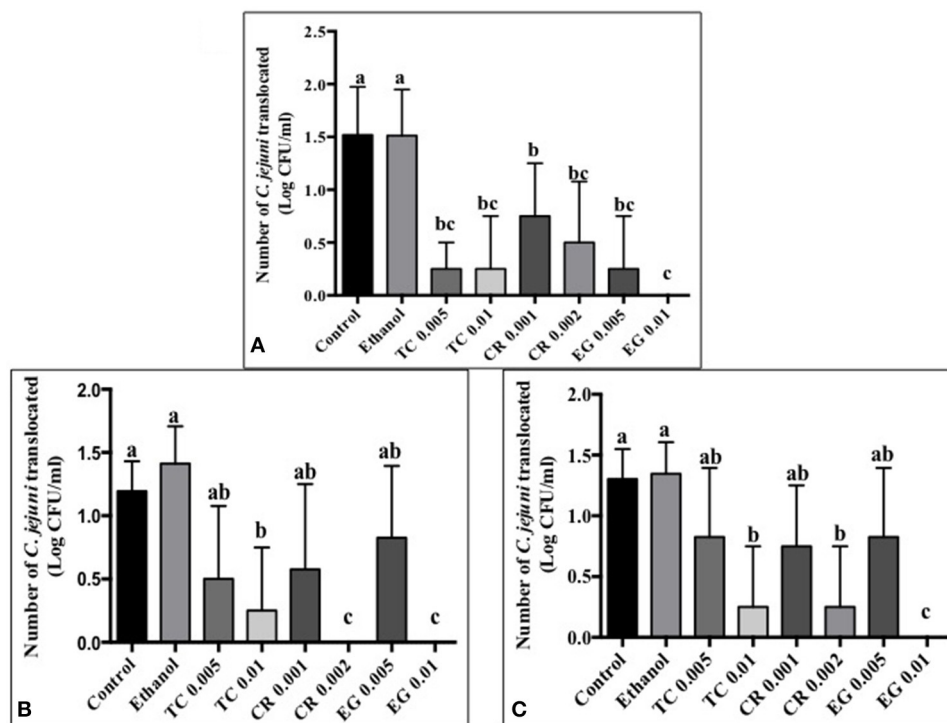 Number of C. jejuni translocated
(Log CFU/ml)
2.5
2.0
1.5
1.0
0.5
0.0
a
a
bc
bc
b
bc
bc
c
Control
Ethanol
TC 0.005
TC 0.01
CR 0.001
CR 0.002
EG 0.005
EG 0.01
A
Number of C. jejuni translocated
(Log CFU/ml)
2.0
1.5
1.0
0.5
0.0
a
a
ab
b
ab
c
ab
c
Control
Ethanol
TC 0.005
TC 0.01
CR 0.001
CR 0.002
EG 0.005
EG 0.01
B
Number of C. jejuni translocated
(Log CFU/ml)
2.0
1.5
1.0
0.5
0.0
a
a
ab
b
ab
b
ab
c
Control
Ethanol
TC 0.005
TC 0.01
CR 0.001
CR 0.002
EG 0.005
EG 0.01
C